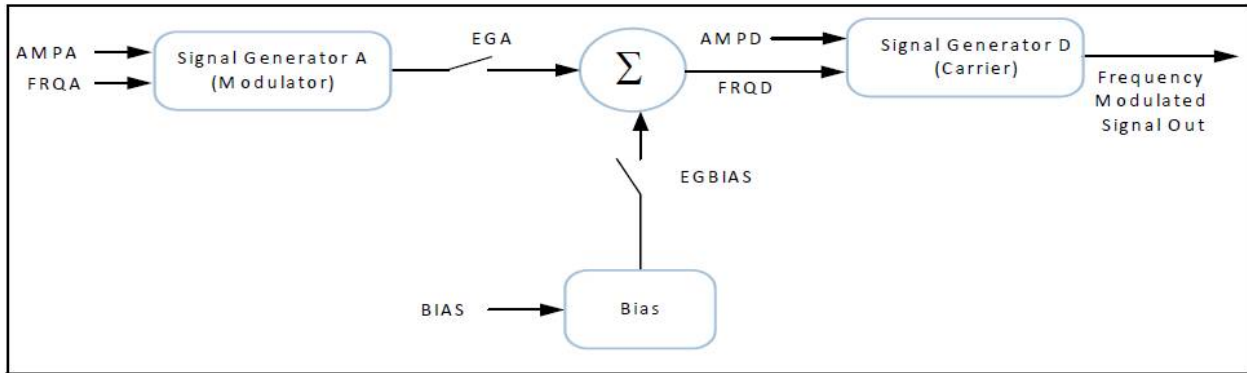 AMPA
FRQA
Signal Generator A
(Modulator)
EGA
Σ
AMPD
FRQD
Signal Generator D
(Carrier)
Frequency
Modulated
Signal Out
EGBIAS
BIAS
Bias